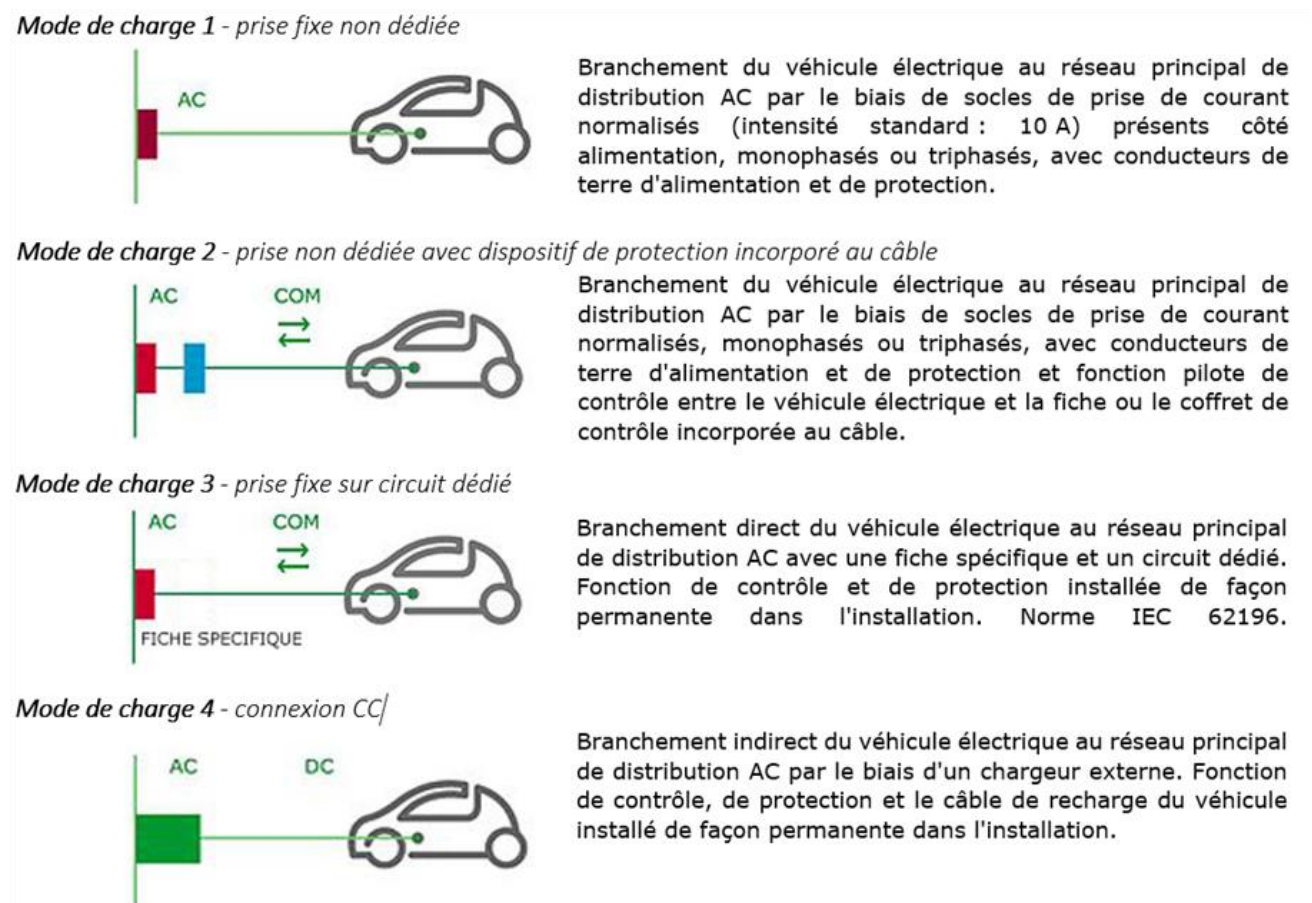 Mode de charge 1 - prise fixe non dédiée
AC
Branchement du véhicule électrique au réseau principal de
distribution AC par le biais de socles de prise de courant
normalisés (intensité standard : 10 A) présents côté
alimentation, monophasés ou triphasés, avec conducteurs de
terre d'alimentation et de protection.
Mode de charge 2 - prise non dédiée avec dispositif de protection incorporé au câble
AC COM
Branchement du véhicule électrique au réseau principal de
distribution AC par le biais de socles de prise de courant
normalisés, monophasés ou triphasés, avec conducteurs de
terre d'alimentation et de protection et fonction pilote de
contrôle entre le véhicule électrique et la fiche ou le coffret de
contrôle incorporée au câble.
Mode de charge 3 - prise fixe sur circuit dédié
AC COM
FICHE SPECIFIQUE
Branchement direct du véhicule électrique au réseau principal
de distribution AC avec une fiche spécifique et un circuit dédié.
Fonction de contrôle et de protection installée de façon
permanente dans l'installation. Norme IEC 62196.
Mode de charge 4 - connexion CC
AC DC
Branchement indirect du véhicule électrique au réseau principal
de distribution AC par le biais d'un chargeur externe. Fonction
de contrôle, de protection et le câble de recharge du véhicule
installé de façon permanente dans l'installation.